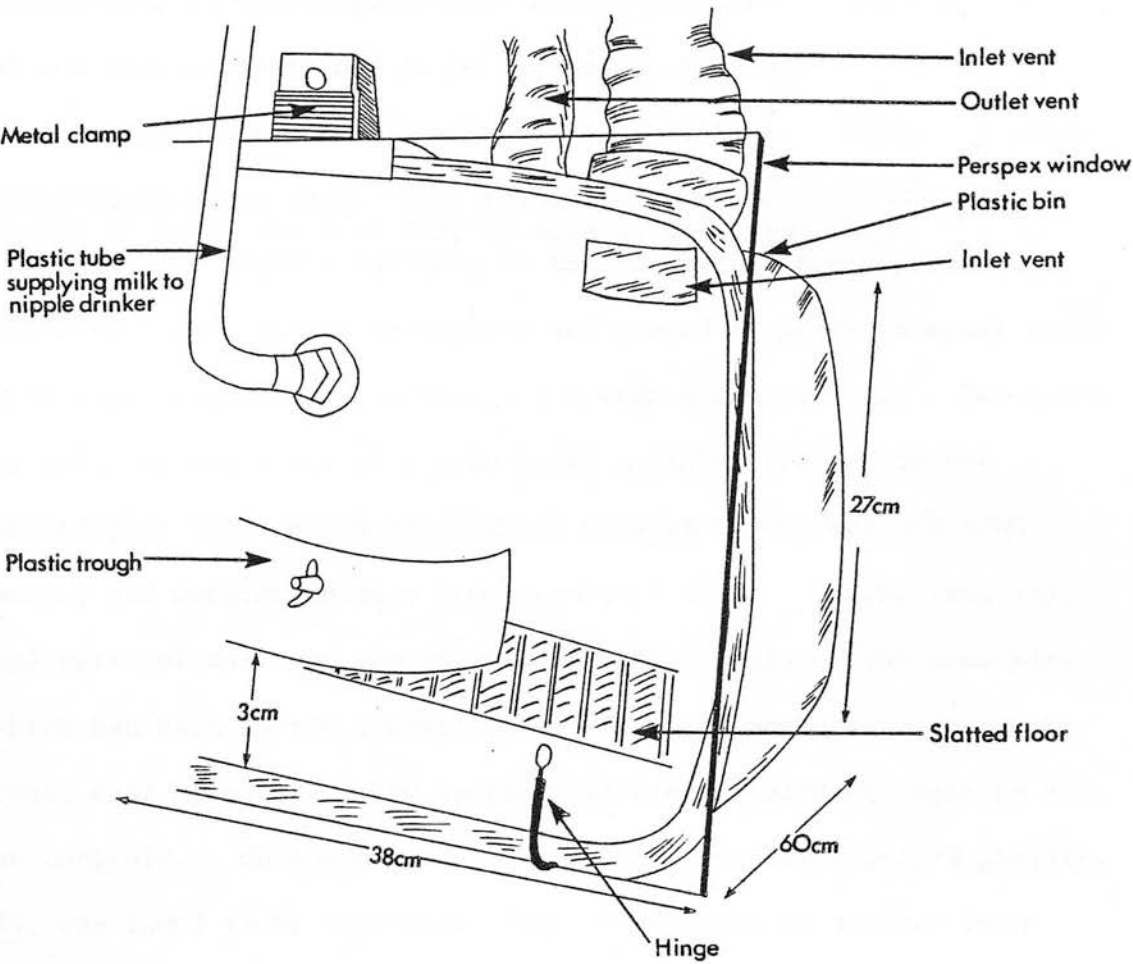 Inlet vent
Outlet vent
Metal clamp
Perspex window
Plastic bin
Plastic tube
supplying milk to
nipple drinker
Inlet vent
27cm
Plastic trough
3cm
Slatted floor
38cm
60cm
Hinge